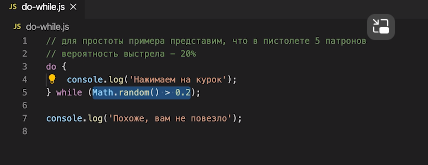 do-while.js
do-while.js
1 // для простоты примера представим, что в пистолете 5 патронов
2 // вероятность выстрела - 20%
3 do {
4 console.log('Нажимаем на курок');
5 } while (Math.random() > 0.2);
6
7 console.log('Похоже, вам не повезло');
8